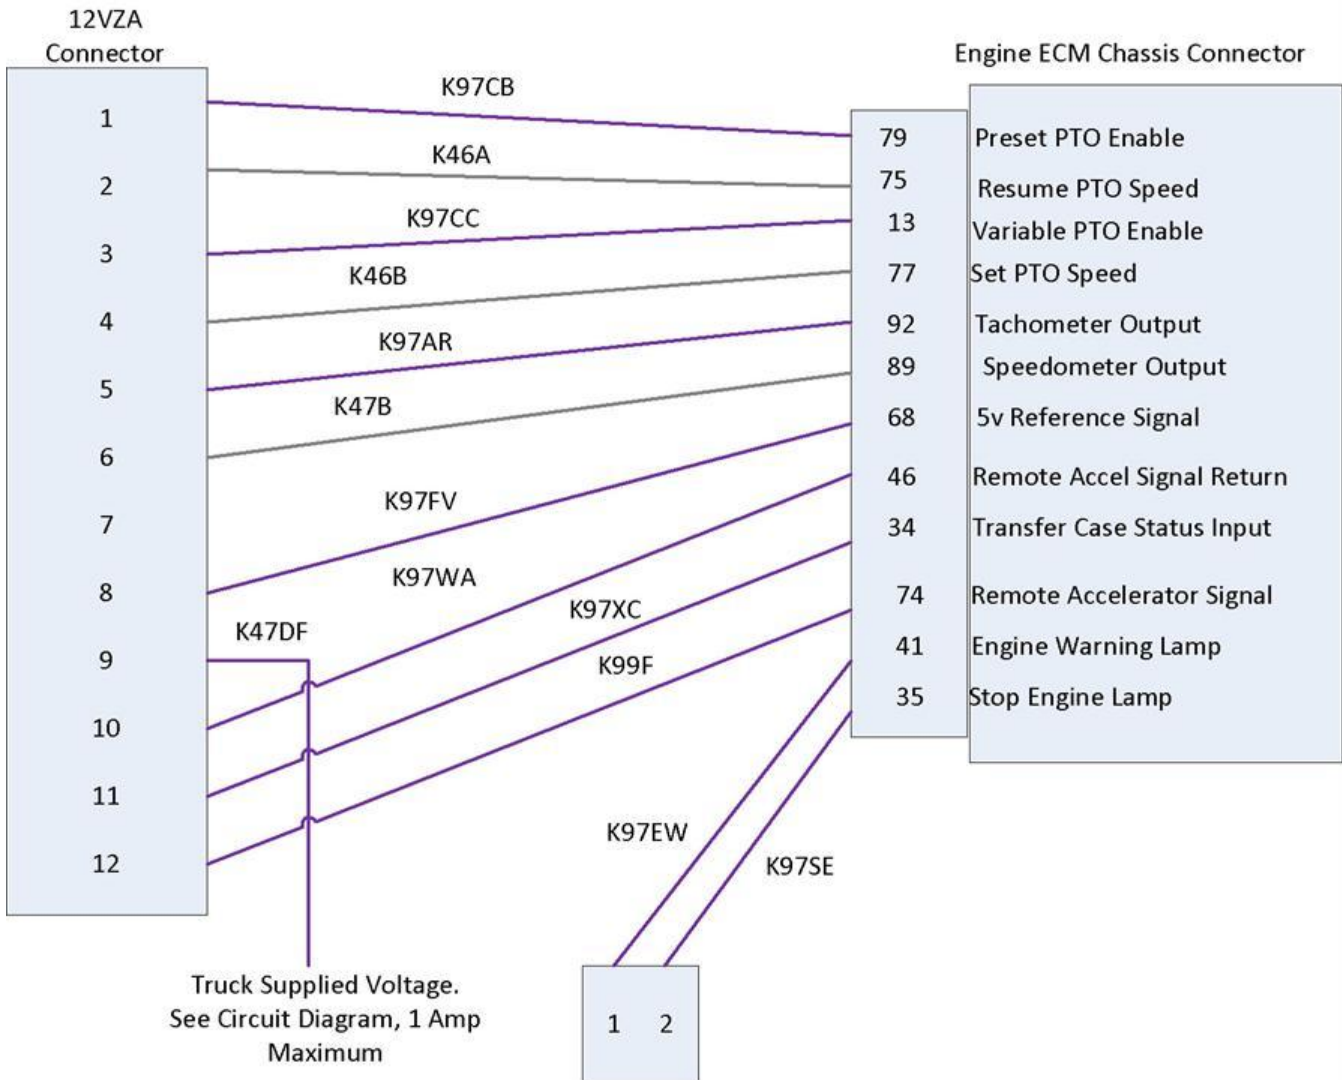 12VZA
Connector
Engine ECM Chassis Connector
1
K97CB
79 Preset PTO Enable
2
K46A
75 Resume PTO Speed
3
K97CC
13 Variable PTO Enable
4
K46B
77 Set PTO Speed
5
K97AR
92 Tachometer Output
6
K47B
89 Speedometer Output
7
8
K97FV
68 5v Reference Signal
9
K47DF
10
K97WA
46 Remote Accel Signal Return
11
K97XC
34 Transfer Case Status Input
12
K99F
74 Remote Accelerator Signal
41 Engine Warning Lamp
35 Stop Engine Lamp
K97EW
K97SE
Truck Supplied Voltage.
See Circuit Diagram, 1 Amp
Maximum
1 2